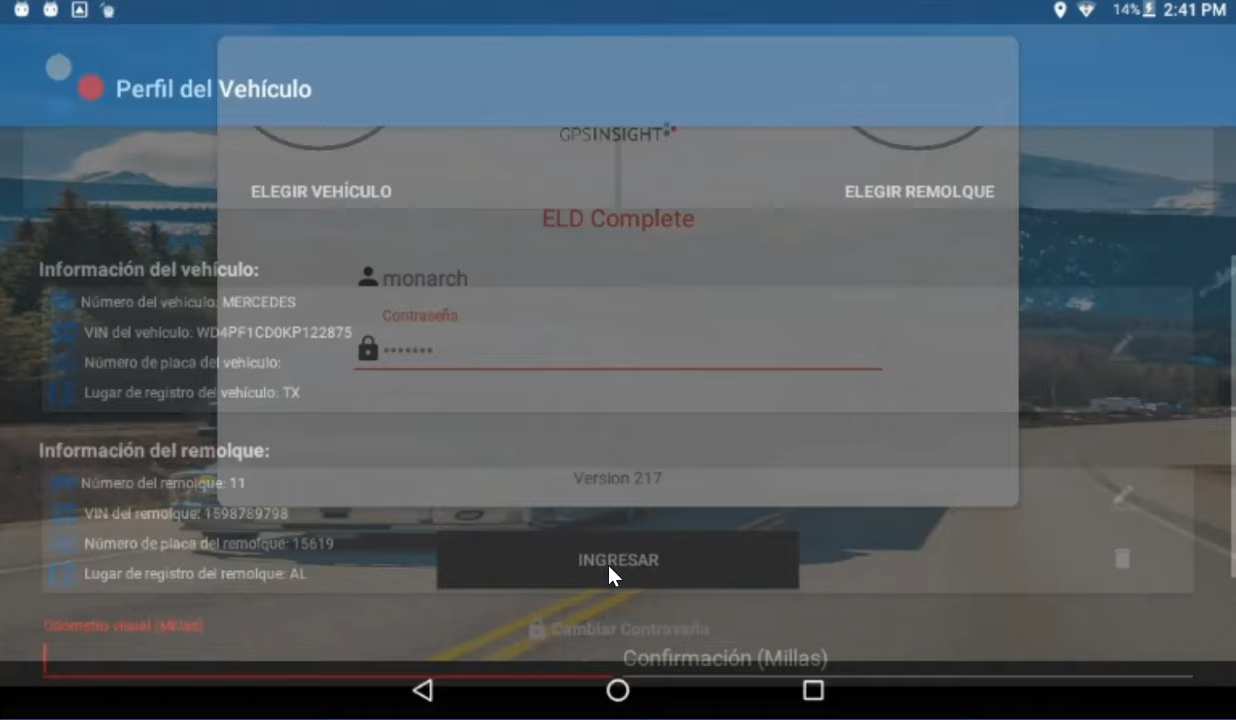 14% 2:41 PM
Perfil del Vehículo
GPSINSIGHT
ELEGIR VEHÍCULO
ELEGIR REMOLQUE
ELD Complete
Información del vehículo:
monarch
Número del vehículo: MERCEDES
Contraseña
VIN del vehículo: WD4PF1CD0KP122875
•••••••
Número de placa del vehículo:
Lugar de registro del vehículo: TX
Información del remolque:
Version 217
Número del remolque: 11
VIN del remolque: 1598789798
Número de placa del remolque: 15619
INGRESAR
Lugar de registro del remolque: AL
Odómetro visual (Millas)
Cambiar Contraseña
Confirmación (Millas)